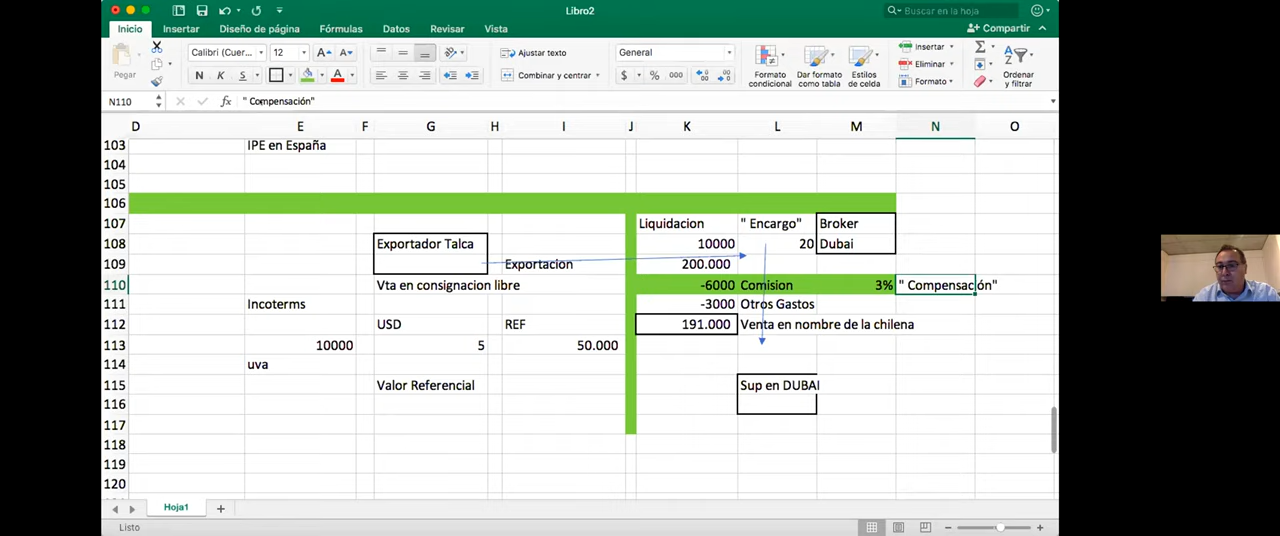 Libro2
Buscar en la hoja
Inicio Insertar Diseño de página Fórmulas Datos Revisar Vista
Compartir
Pegar
Calibri (Cuer... 12
Ajustar texto
General
Formato condicional
Dar formato como tabla
Estilos de celda
Insertar
Eliminar
Formato
Ordenar y filtrar
N K S
Combinar y centrar
$ % 000
N110 fx " Compensación"
D E F G H I J K L M N O
103 IPE en España
104
105
106
107 Liquidacion " Encargo" Broker
108 Exportador Talca 10000 20 Dubai
109 Exportacion 200.000
110 Vta en consignacion libre -6000 Comision 3% " Compensación"
111 Incoterms -3000 Otros Gastos
112 USD REF 191.000 Venta en nombre de la chilena
113 10000 5 50.000
114 uva
115 Valor Referencial Sup en DUBAI
116
117
118
119
120
Hoja1
Listo